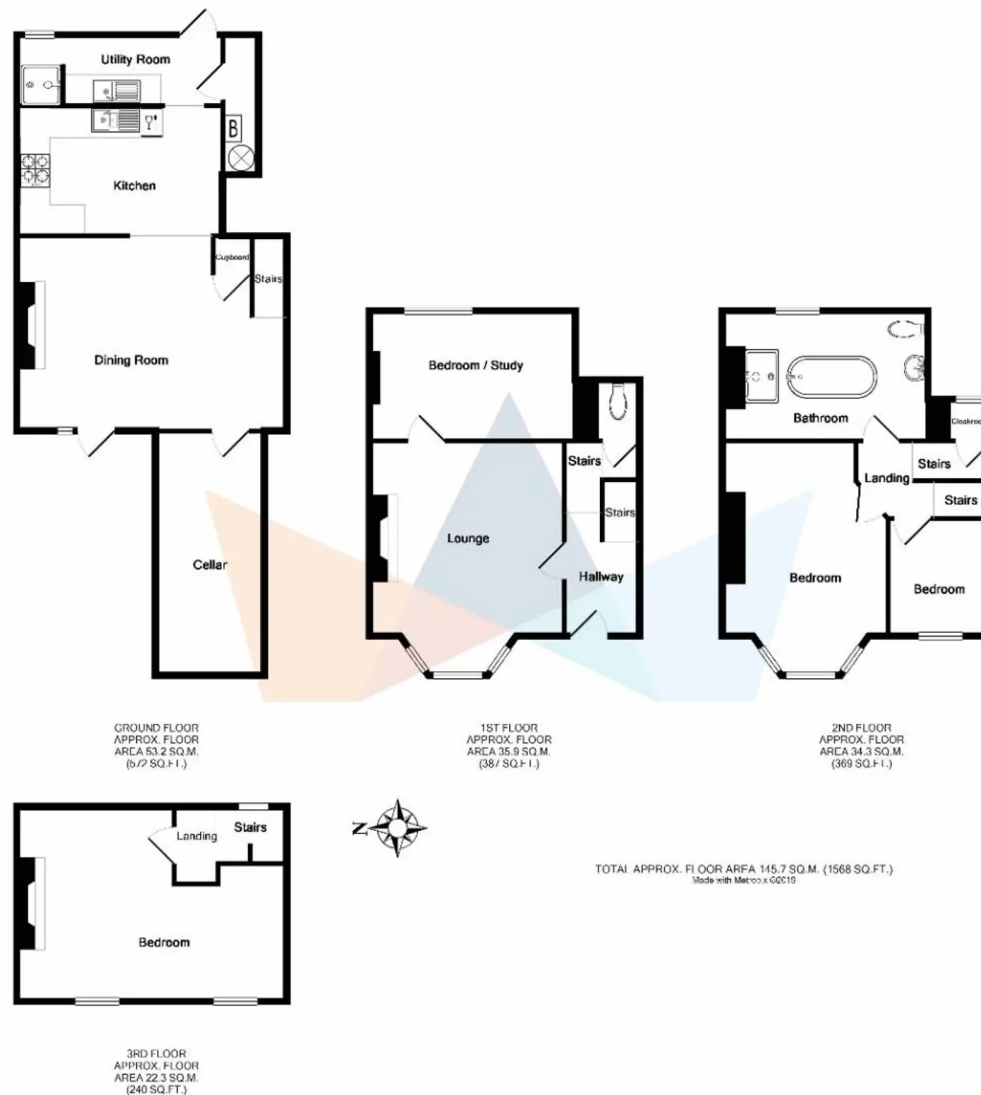 Utility Room
B
Kitchen
Cupboard
Stairs
Dining Room
Cellar
GROUND FLOOR
APPROX. FLOOR
AREA 53.2 SQ.M.
(572 SQ.FT.)
Bedroom / Study
Stairs
Stairs
Lounge
Hallway
1ST FLOOR
APPROX. FLOOR
AREA 35.9 SQ.M.
(387 SQ.FT.)
Bathroom
Stairs
Landing
Stairs
Bedroom
Bedroom
2ND FLOOR
APPROX. FLOOR
AREA 34.3 SQ.M.
(369 SQ.FT.)
Landing
Stairs
Bedroom
3RD FLOOR
APPROX. FLOOR
AREA 22.3 SQ.M.
(240 SQ.FT.)
N
TOTAL APPROX. FLOOR AREA 145.7 SQ.M. (1568 SQ.FT.)
Made with Metropix